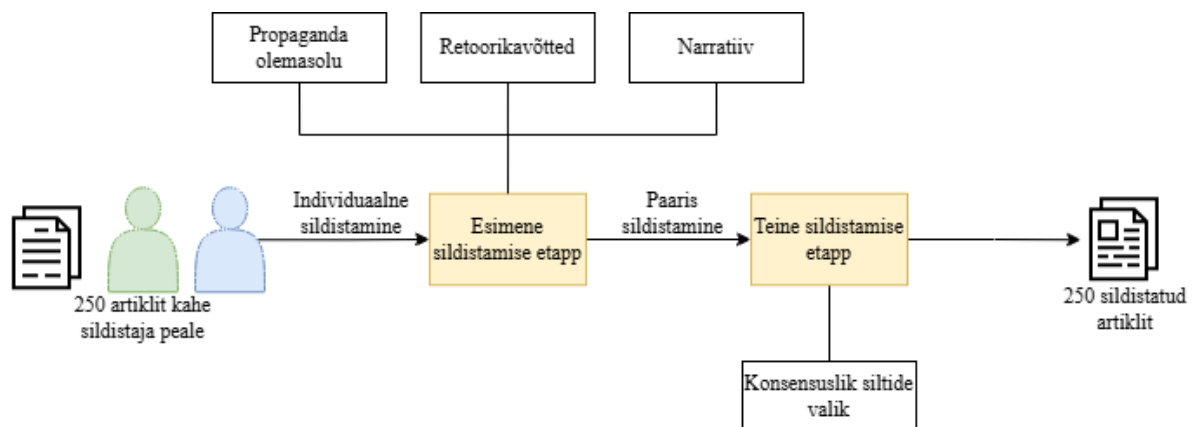 Propaganda
olemasolu
Retoorikavõtted
Narratiiv
Individuaalne
sildistamine
Esimene
sildistamise etapp
Paaris
sildistamine
Teine sildistamise
etapp
250 artiklit kahe
sildistaja peale
250 sildistatud
artiklit
Konsensuslik siltide
valik